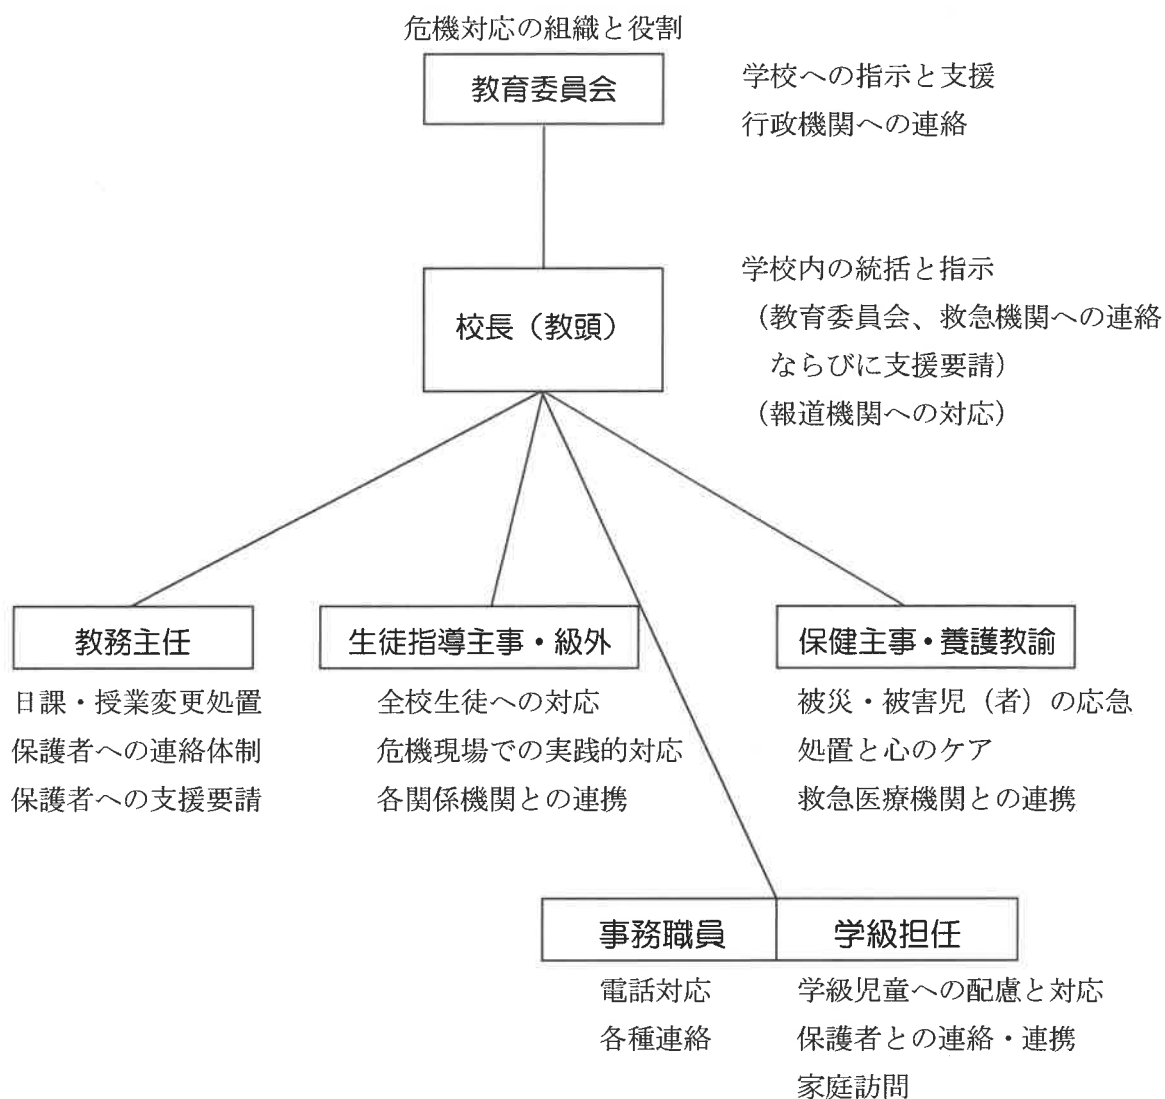 危機対応の組織と役割
教育委員会
学校への指示と支援
行政機関への連絡
校長（教頭）
学校内の統括と指示
（教育委員会、救急機関への連絡
ならびに支援要請）
（報道機関への対応）
教務主任
日課・授業変更処置
保護者への連絡体制
保護者への支援要請
生徒指導主事・級外
全校生徒への対応
危機現場での実践的対応
各関係機関との連携
保健主事・養護教諭
被災・被害児（者）の応急
処置と心のケア
救急医療機関との連携
事務職員
電話対応
各種連絡
学級担任
学級児童への配慮と対応
保護者との連絡・連携
家庭訪問